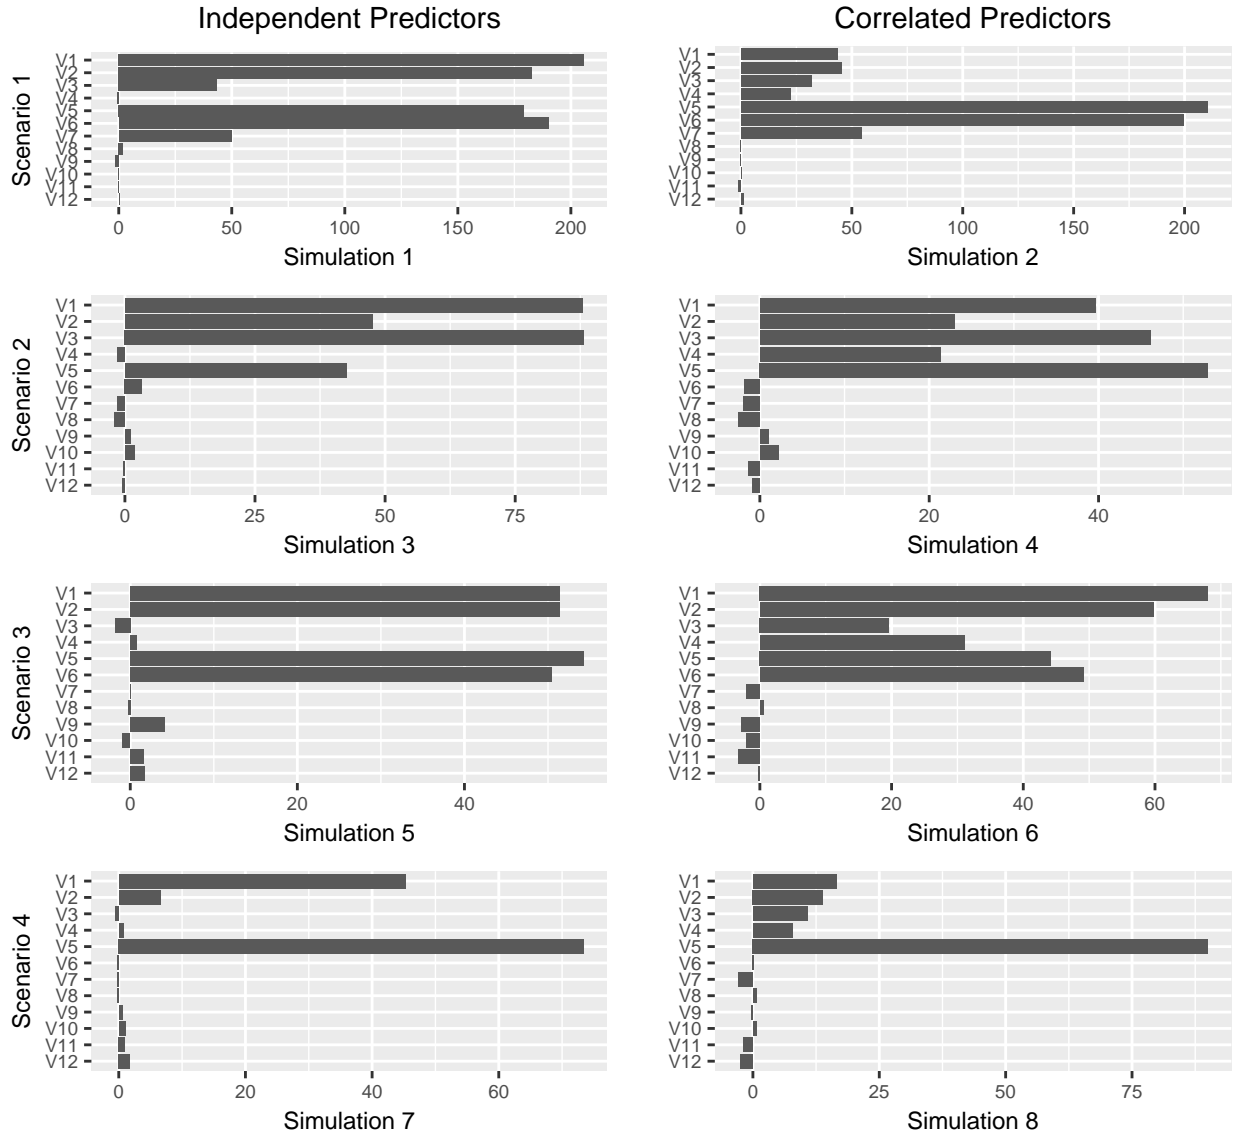 Independent Predictors
Correlated Predictors
Scenario 1
V1
V2
V3
V4
V5
V6
V7
V8
V9
V10
V11
V12
0 50 100 150 200
Simulation 1
V1
V2
V3
V4
V5
V6
V7
V8
V9
V10
V11
V12
0 50 100 150 200
Simulation 2
Scenario 2
V1
V2
V3
V4
V5
V6
V7
V8
V9
V10
V11
V12
0 25 50 75
Simulation 3
V1
V2
V3
V4
V5
V6
V7
V8
V9
V10
V11
V12
0 20 40
Simulation 4
Scenario 3
V1
V2
V3
V4
V5
V6
V7
V8
V9
V10
V11
V12
0 20 40
Simulation 5
V1
V2
V3
V4
V5
V6
V7
V8
V9
V10
V11
V12
0 20 40 60
Simulation 6
Scenario 4
V1
V2
V3
V4
V5
V6
V7
V8
V9
V10
V11
V12
0 20 40 60
Simulation 7
V1
V2
V3
V4
V5
V6
V7
V8
V9
V10
V11
V12
0 25 50 75
Simulation 8